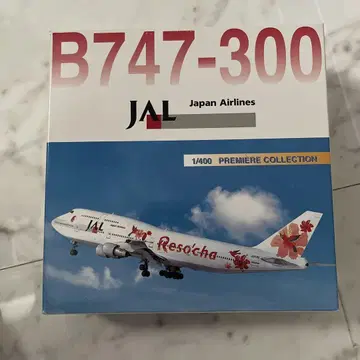 B747-300
JAL Japan Airlines
1/400 PREMIERE COLLECTION
JAL
Reso'cha